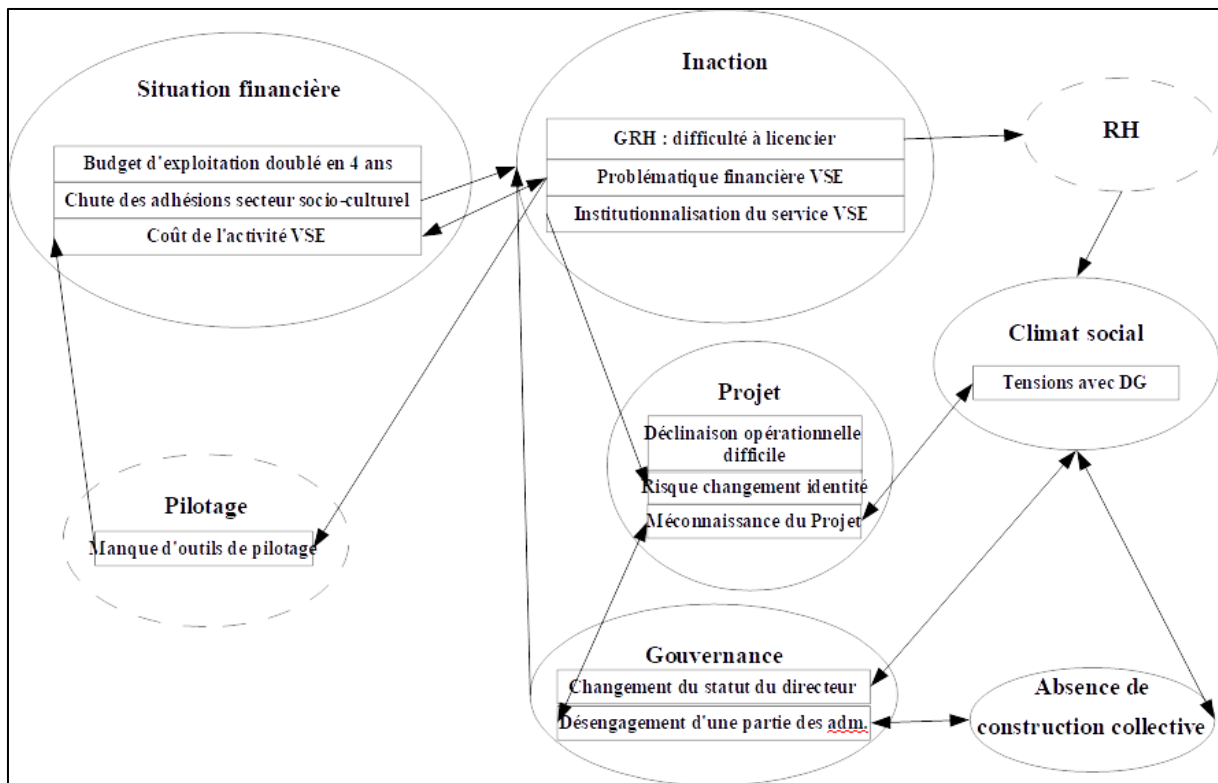 Situation financière
Budget d'exploitation doublé en 4 ans
Chute des adhésions secteur socio-culturel
Coût de l'activité VSE
Inaction
GRH : difficulté à licencier
Problématique financière VSE
Institutionnalisation du service VSE
RH
Climat social
Tensions avec DG
Projet
Déclinaison opérationnelle
difficile
Risque changement identité
Méconnaissance du Projet
Pilotage
Manque d'outils de pilotage
Gouvernance
Changement du statut du directeur
Désengagement d'une partie des adm.
Absence de
construction collective